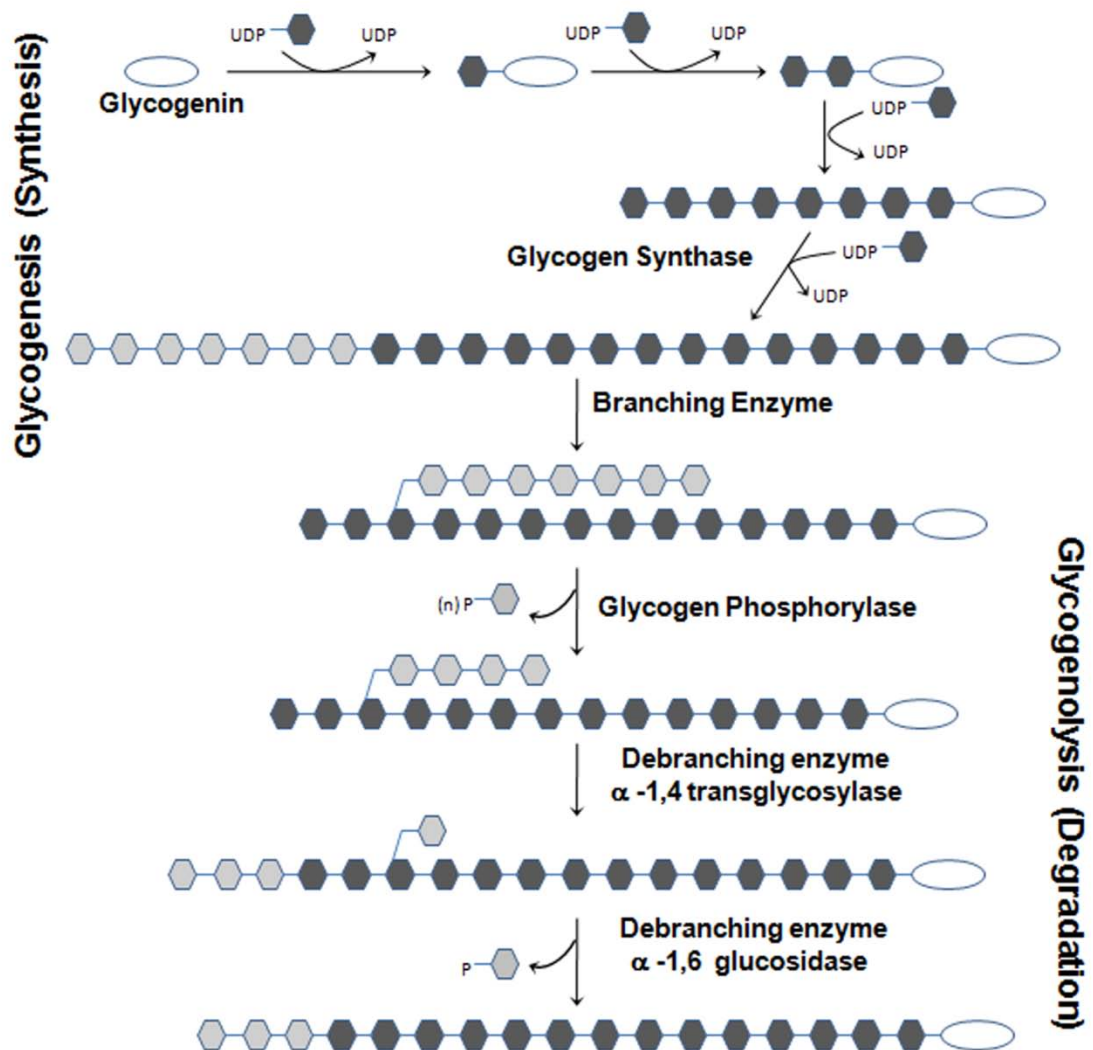 Glycogenesis (Synthesis)
UDP
UDP
UDP
UDP
Glycogenin
UDP
UDP
Glycogen Synthase
UDP
UDP
Branching Enzyme
(n) P
Glycogen Phosphorylase
Debranching enzyme
α -1,4 transglycosylase
Debranching enzyme
α -1,6 glucosidase
P
Glycogenolysis (Degradation)